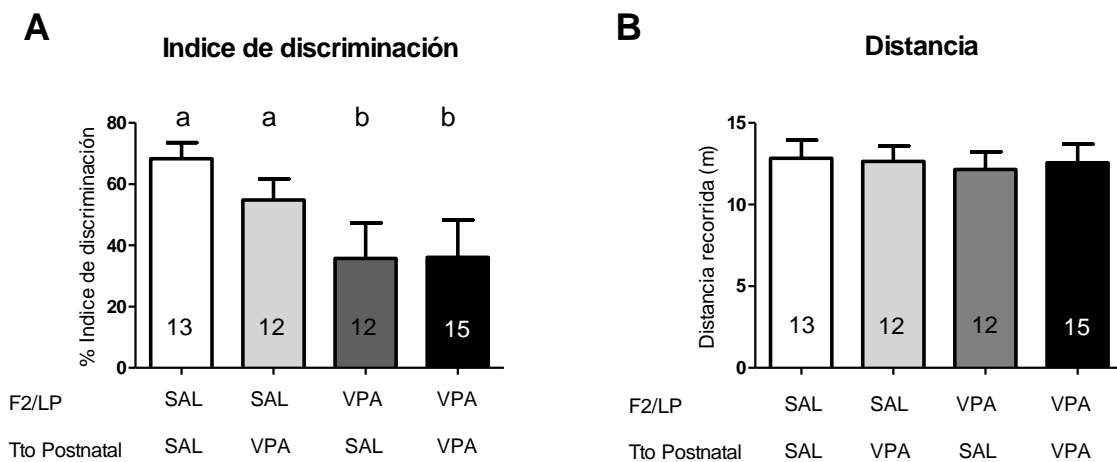 A
Indice de discriminación
% Indice de discriminación
80
60
40
20
0
a a b b
13 12 12 15
F2/LP SAL SAL VPA VPA
Tto Postnatal SAL VPA SAL VPA
B
Distancia
Distancia recorrida (m)
15
10
5
0
13 12 12 15
F2/LP SAL SAL VPA VPA
Tto Postnatal SAL VPA SAL VPA